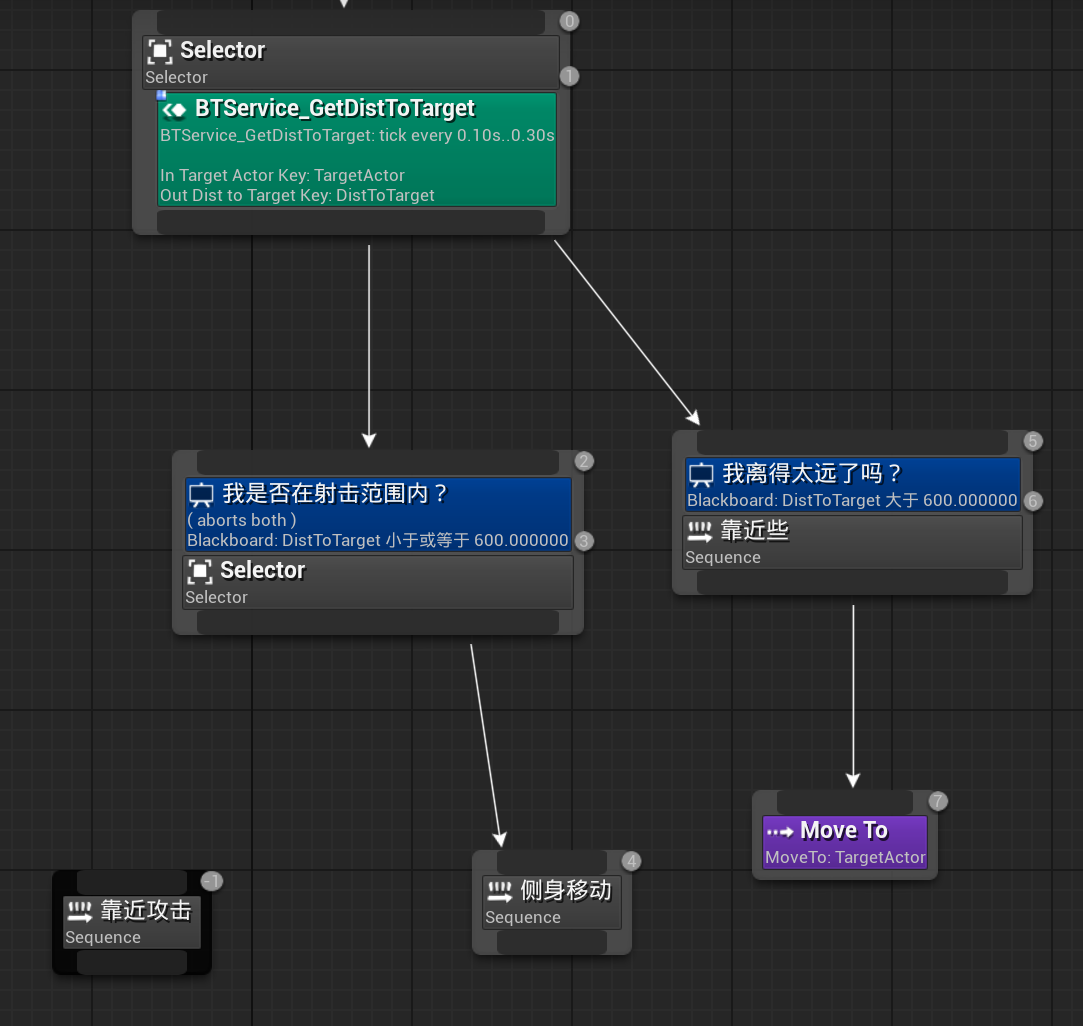 0
Selector
Selector
1
BTService_GetDistToTarget
BTService_GetDistToTarget: tick every 0.10s..0.30s
In Target Actor Key: TargetActor
Out Dist to Target Key: DistToTarget
2
我是否在射击范围内？
( aborts both )
Blackboard: DistToTarget 小于或等于 600.000000
3
Selector
Selector
5
我离得太远了吗？
Blackboard: DistToTarget 大于 600.000000
6
靠近些
Sequence
7
Move To
MoveTo: TargetActor
4
侧身移动
Sequence
-1
靠近攻击
Sequence